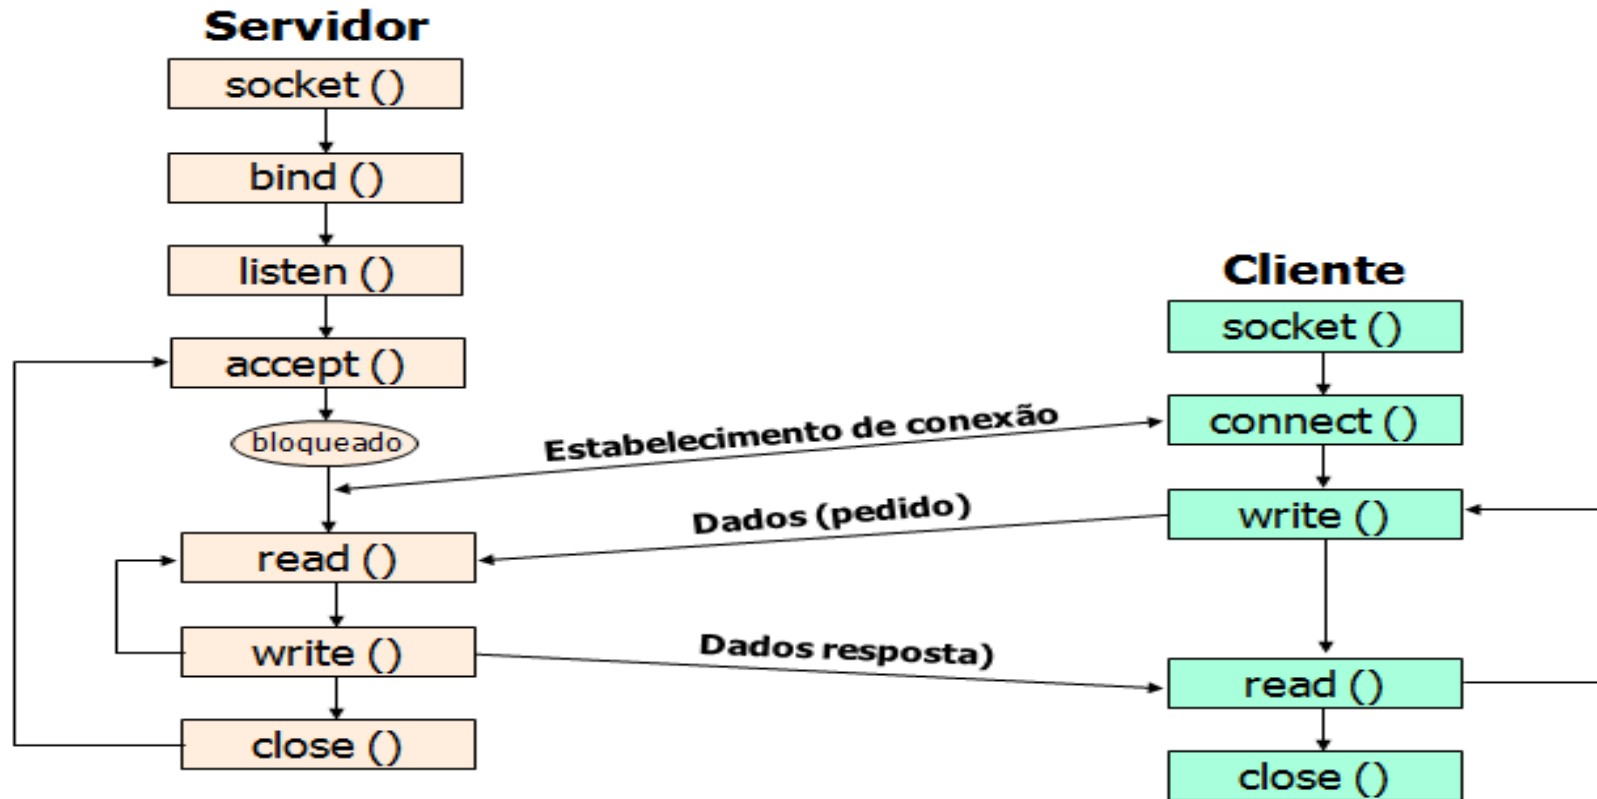 Servidor
socket ()
bind ()
listen ()
accept ()
bloqueado
read ()
write ()
close ()
Estabelecimento de conexão
Dados (pedido)
Dados resposta)
Cliente
socket ()
connect ()
write ()
read ()
close ()